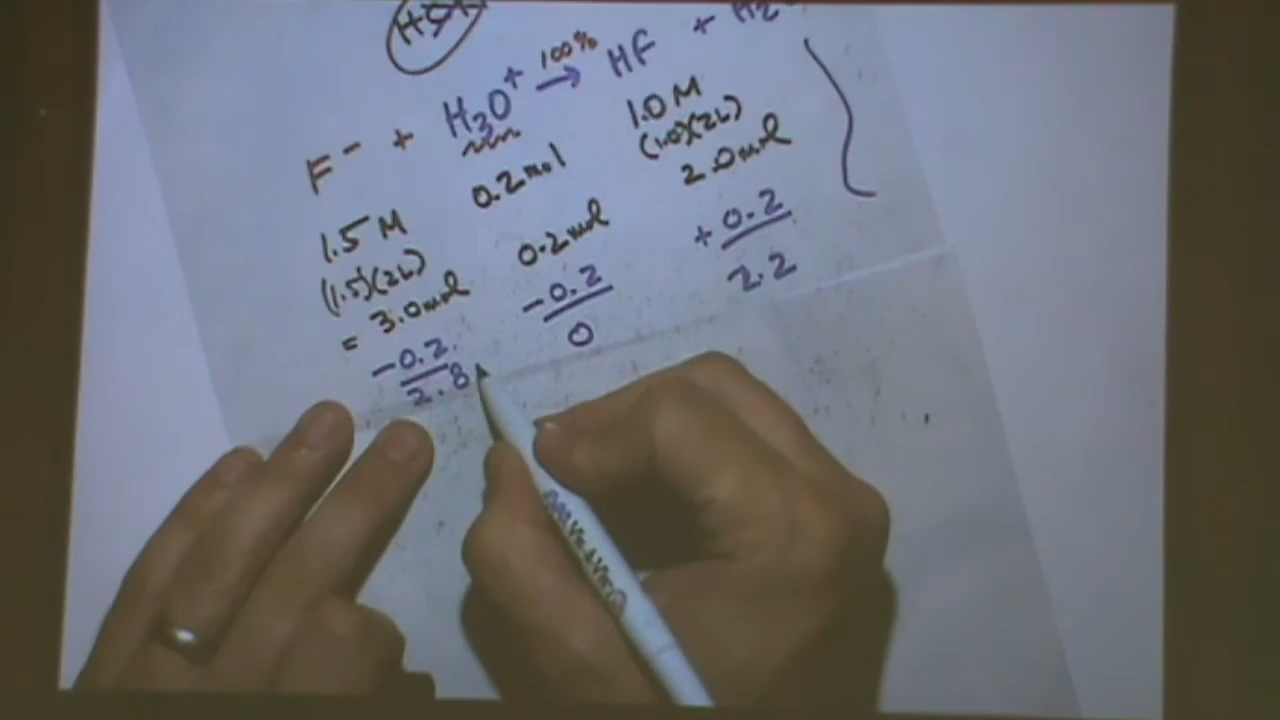 F⁻ + H₃O⁺ 100% → HF + H₂
1.5 M 0.2 mol 1.0 M
(1.5)(2L) 0.2 mol (1.0)(2L)
= 3.0 mol - 0.2 2.0 mol
- 0.2 0 + 0.2
2.8 2.2